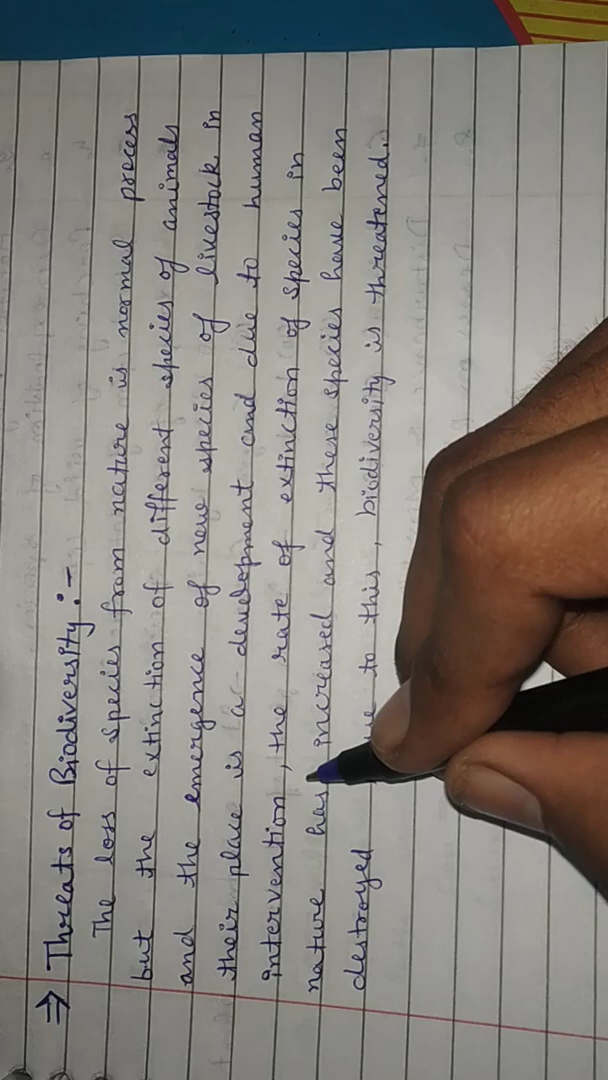 ⇒ Threats of Biodiversity :-
The loss of species from nature is normal process
but the extinction of different species of animals
and the emergence of new species of livestock in
their place is a development and due to human
intervention, the rate of extinction of species in
nature has increased and these species have been
destroyed to this, biodiversity is threatened.